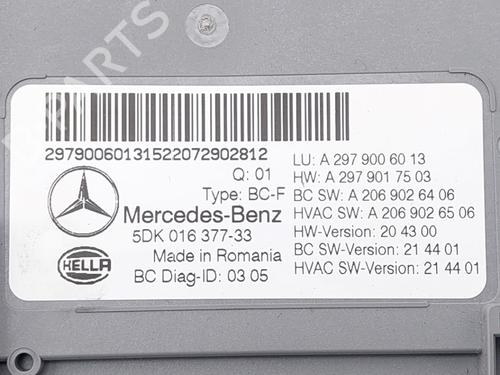 B-PARTS
29790060131522072902812
Q: 01
Type: BC-F
Mercedes-Benz
5DK 016 377-33
Made in Romania
BC Diag-ID: 03 05
HELLA
LU: A 297 900 60 13
HW: A 297 901 75 03
BC SW: A 206 902 64 06
HVAC SW: A 206 902 65 06
HW-Version: 20 43 00
BC SW-Version: 21 44 01
HVAC SW-Version: 21 44 01